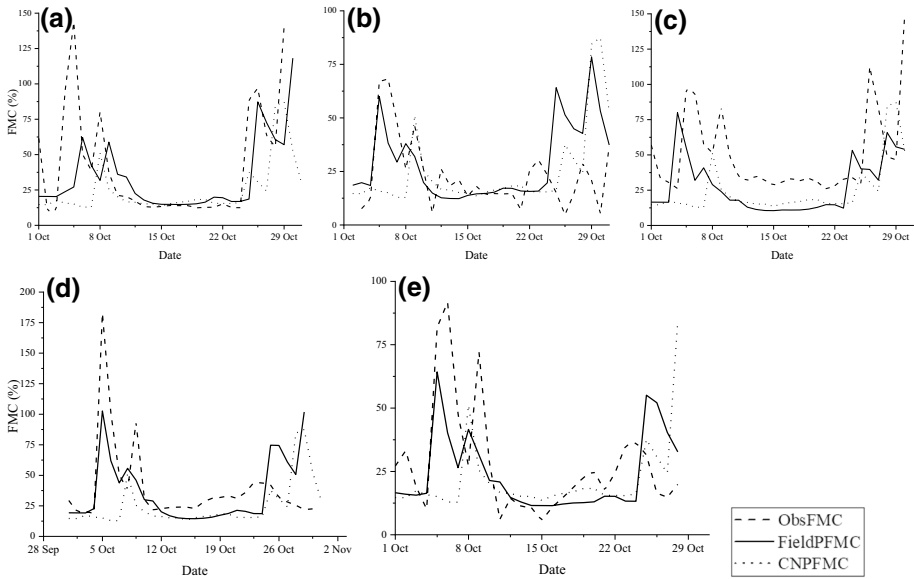 (a)
(b)
(c)
150
125
100
75
50
25
0
FMC (%)
1 Oct
8 Oct
15 Oct
22 Oct
29 Oct
Date
100
75
50
25
0
1 Oct
8 Oct
15 Oct
22 Oct
29 Oct
Date
150
125
100
75
50
25
0
1 Oct
8 Oct
15 Oct
22 Oct
29 Oct
Date
(d)
(e)
200
175
150
125
100
75
50
25
0
FMC (%)
28 Sep
5 Oct
12 Oct
19 Oct
26 Oct
2 Nov
Date
100
75
50
25
0
1 Oct
8 Oct
15 Oct
22 Oct
29 Oct
Date
ObsFMC
FieldPFMC
CNPFMC